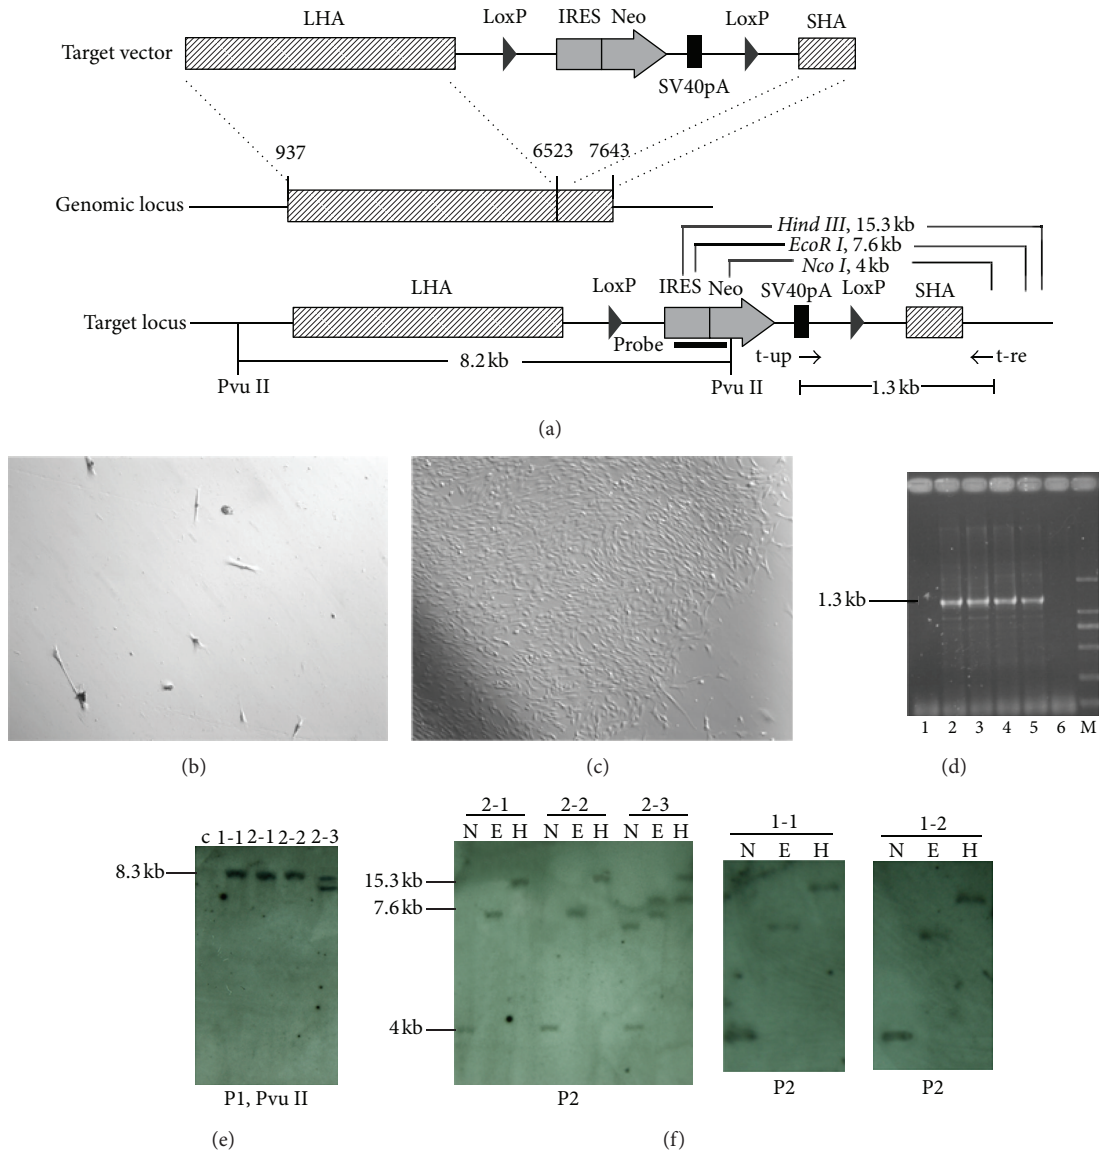 LHA LoxP IRES Neo LoxP SHA
Target vector
SV40pA
937 6523 7643
Genomic locus
Hind III, 15.3 kb
EcoR I, 7.6 kb
Nco I, 4 kb
LHA LoxP IRES Neo SV40pA LoxP SHA
Target locus
Probe t-up t-re
8.2 kb
Pvu II Pvu II 1.3 kb
(a)
1.3 kb
1 2 3 4 5 6 M
(b) (c) (d)
c 1-1 2-1 2-2 2-3
8.3 kb
P1, Pvu II
(e)
2-1 2-2 2-3
N E H N E H N E H
15.3 kb
7.6 kb
4 kb
P2
1-1
N E H
P2
1-2
N E H
P2
(f)